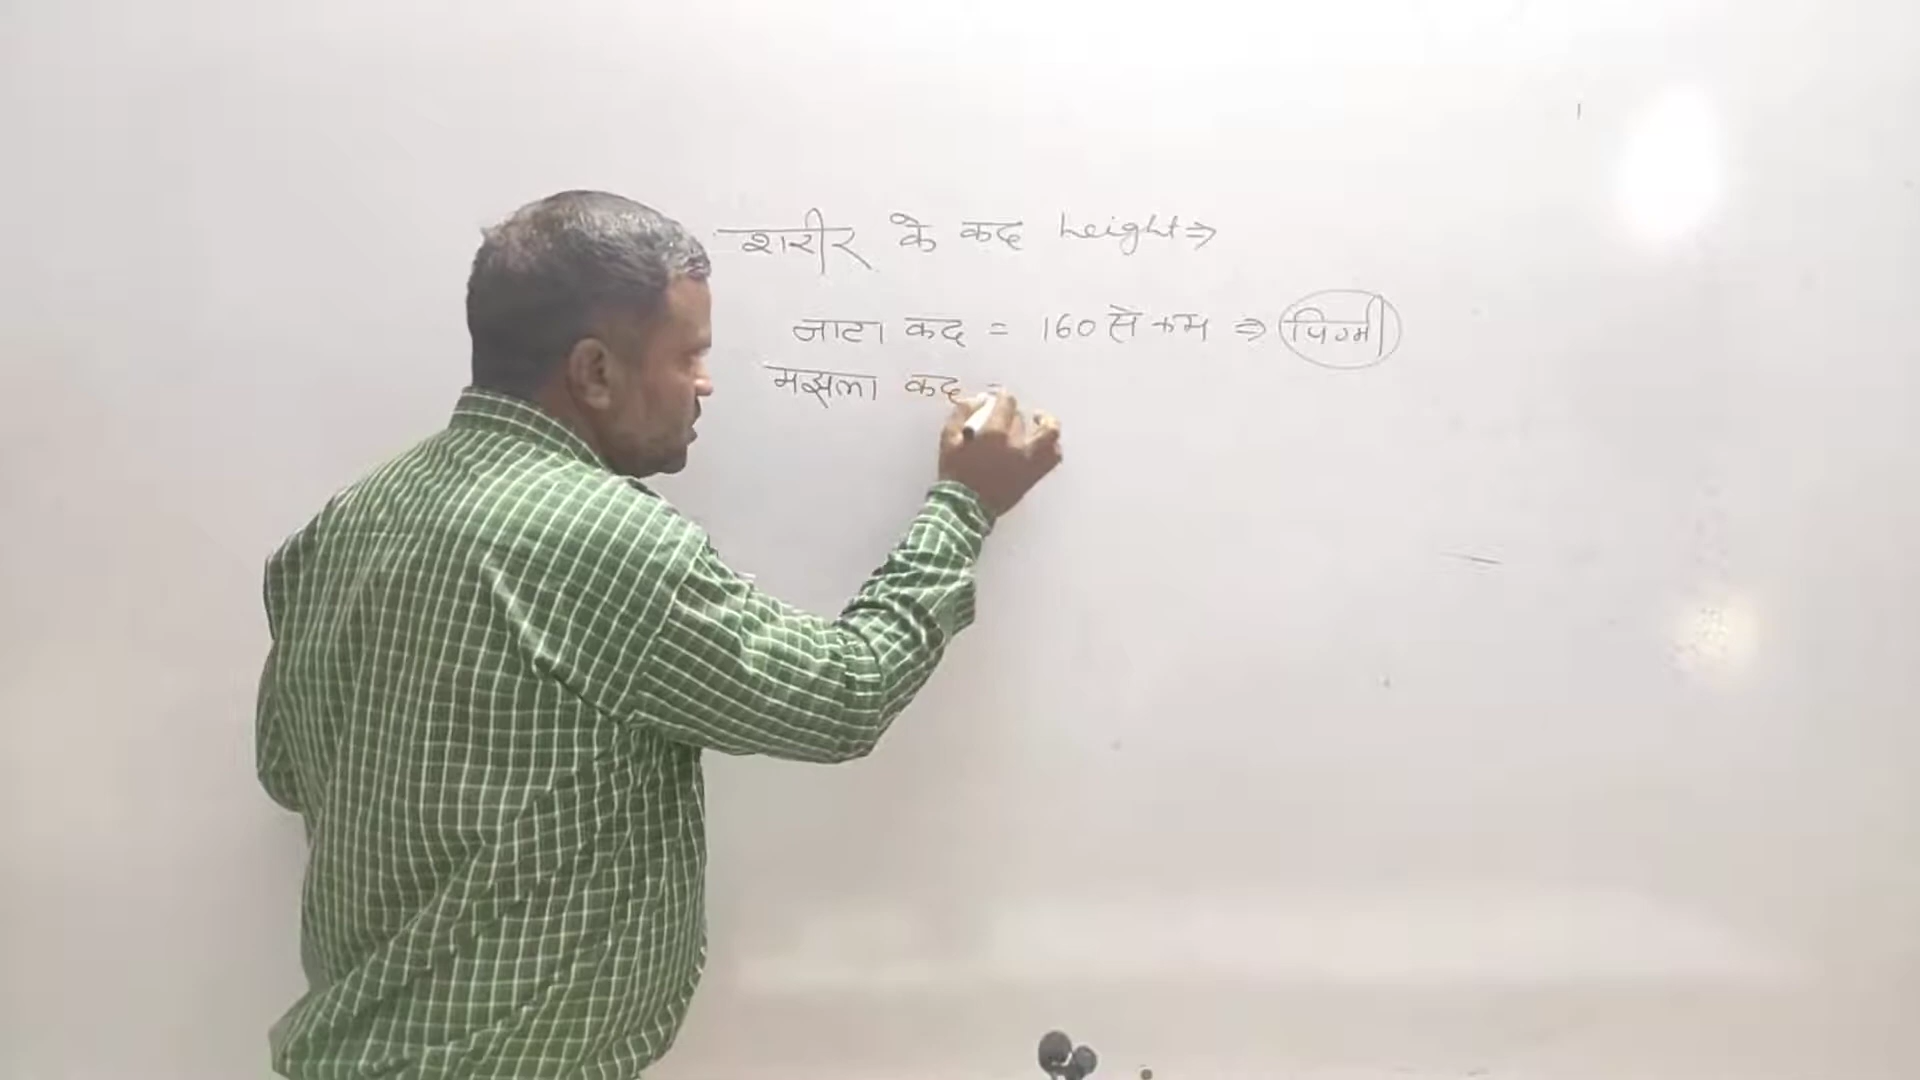 शरीर के कद height ⇒
नाटा कद = 160 से कम ⇒ पिग्मी
मझला कद =